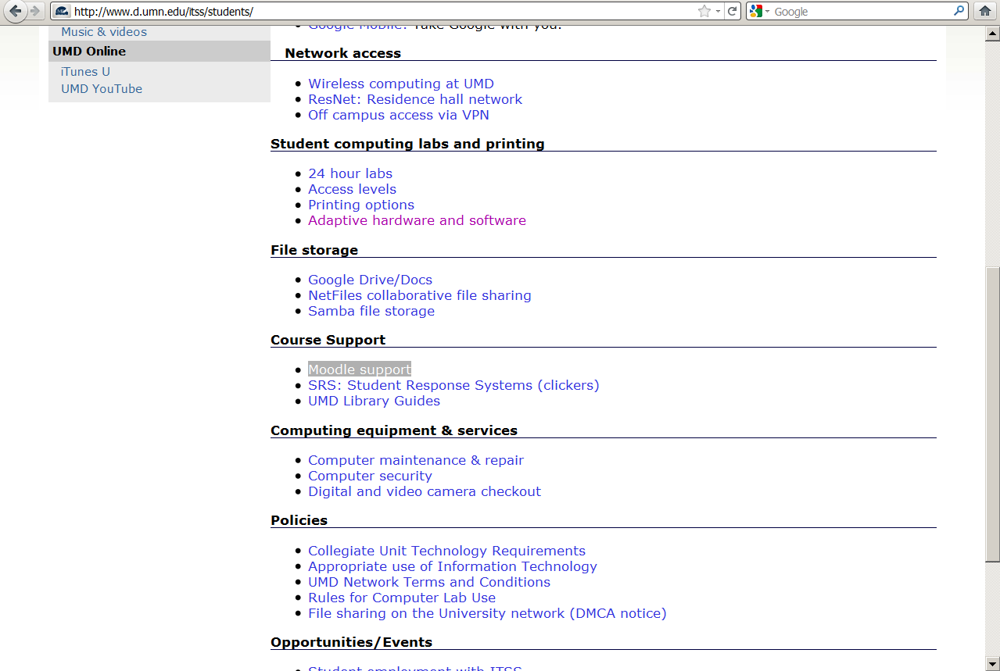 http://www.d.umn.edu/itss/students/
Google
Music & videos
UMD Online
iTunes U
UMD YouTube
Google Mobile: Take Google with you!
Network access
Wireless computing at UMD
ResNet: Residence hall network
Off campus access via VPN
Student computing labs and printing
24 hour labs
Access levels
Printing options
Adaptive hardware and software
File storage
Google Drive/Docs
NetFiles collaborative file sharing
Samba file storage
Course Support
Moodle support
SRS: Student Response Systems (clickers)
UMD Library Guides
Computing equipment & services
Computer maintenance & repair
Computer security
Digital and video camera checkout
Policies
Collegiate Unit Technology Requirements
Appropriate use of Information Technology
UMD Network Terms and Conditions
Rules for Computer Lab Use
File sharing on the University network (DMCA notice)
Opportunities/Events
Student employment with ITSS